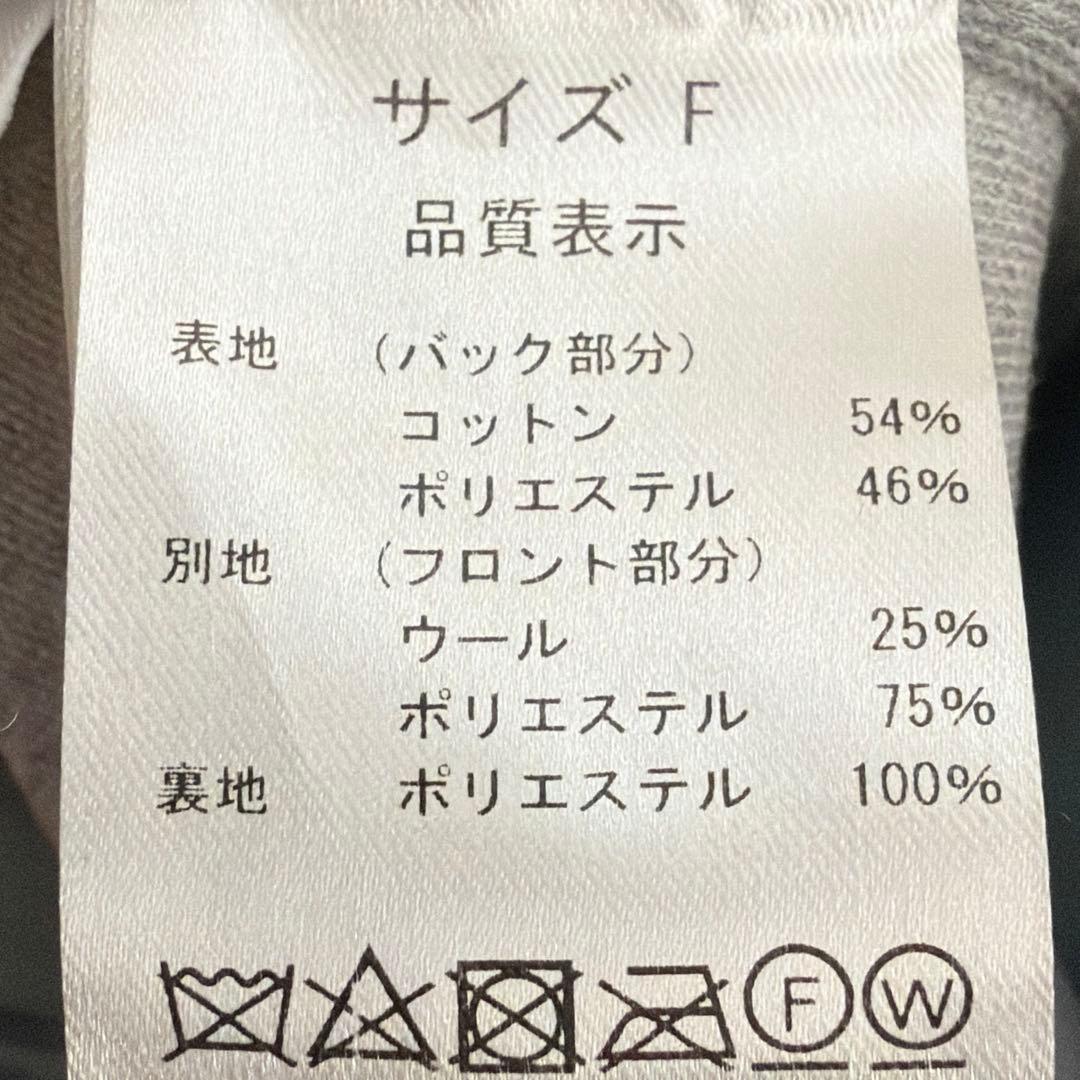 サイズ F
品質表示
表地 (バック部分)
コットン 54%
ポリエステル 46%
別地 (フロント部分)
ウール 25%
ポリエステル 75%
裏地 ポリエステル 100%
F W